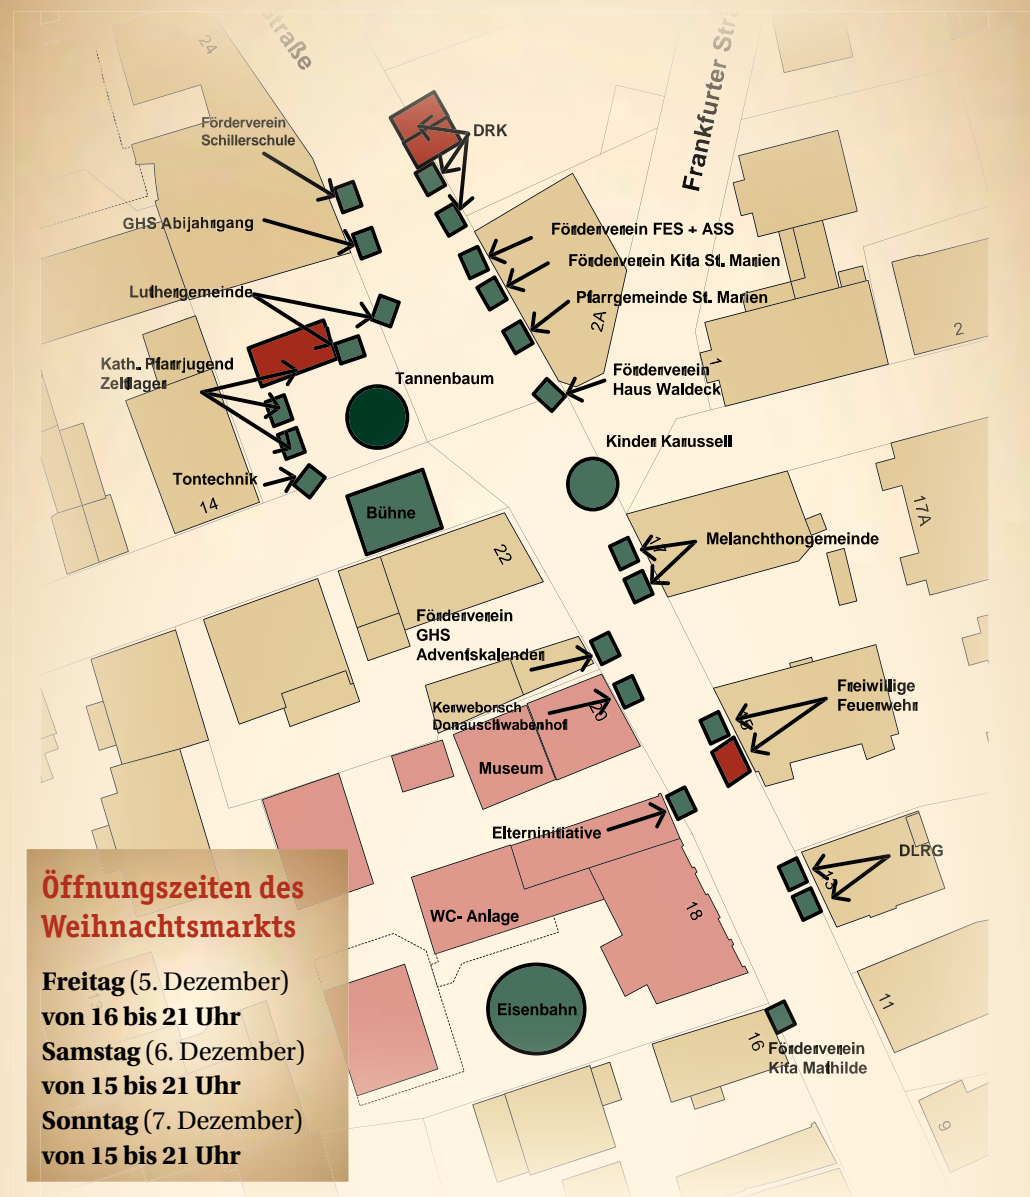 straße
24
Frankfurter Str
Förderverein
Schillerschule
DRK
GHS Abijahrgang
Förderverein FES + ASS
Förderverein Kita St. Marien
Luthergemeinde
Pfarrgemeinde St. Marien
2A
2
1
Kath. Pfarrjugend
Zeltlager
Tannenbaum
Förderverein
Haus Waldeck
Kinder Karussell
Tontechnik
14
Bühne
17A
22
17
Melanchthongemeinde
Förderverein
GHS
Adventskalender
Freiwillige
Feuerwehr
Kerweborsch
Donauschwabenhof
20
15
Museum
Elterninitiative
DLRG
13
WC- Anlage
18
Öffnungszeiten des
Weihnachtsmarkts
Freitag (5. Dezember)
von 16 bis 21 Uhr
Samstag (6. Dezember)
von 15 bis 21 Uhr
Sonntag (7. Dezember)
von 15 bis 21 Uhr
Eisenbahn
11
16
Förderverein
Kita Mathilde
9